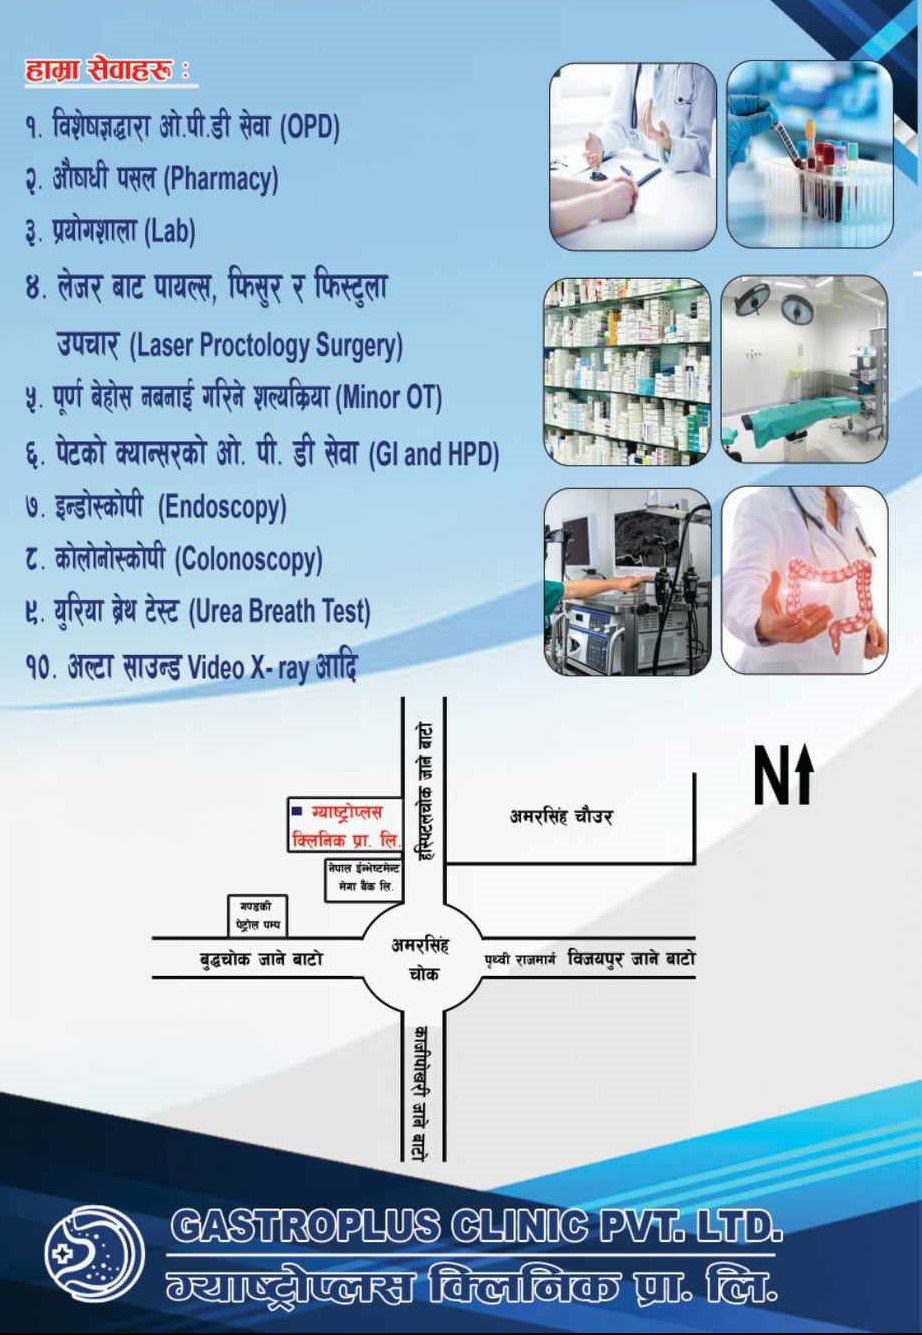 हाम्रा सेवाहरू :
१. विशेषज्ञद्वारा ओ.पी.डी सेवा (OPD)
२. औषधी पसल (Pharmacy)
३. प्रयोगशाला (Lab)
४. लेजर बाट पायल्स, फिसुर र फिस्टुला
उपचार (Laser Proctology Surgery)
५. पूर्ण बेहोस नबनाई गरिने शल्यक्रिया (Minor OT)
६. पेटको क्यान्सरको ओ. पी. डी सेवा (GI and HPD)
७. इन्डोस्कोपी (Endoscopy)
८. कोलोनोस्कोपी (Colonoscopy)
९. युरिया ब्रेथ टेस्ट (Urea Breath Test)
१०. अल्टा साउन्ड Video X- ray आदि
हस्पिटलचोक जाने बाटो
N
ग्याष्ट्रोप्लस
क्लिनिक प्रा. लि.
अमरसिंह चौउर
नेपाल ईन्भेष्टमेन्ट
मेगा बैंक लि.
गण्डकी
पेट्रोल पम्प
बुद्धचोक जाने बाटो
अमरसिंह
चोक
पृथ्वी राजमार्ग विजयपुर जाने बाटो
काजीपोखरी जाने बाटो
GASTROPLUS CLINIC PVT. LTD.
ग्याष्ट्रोप्लस क्लिनिक प्रा. लि.